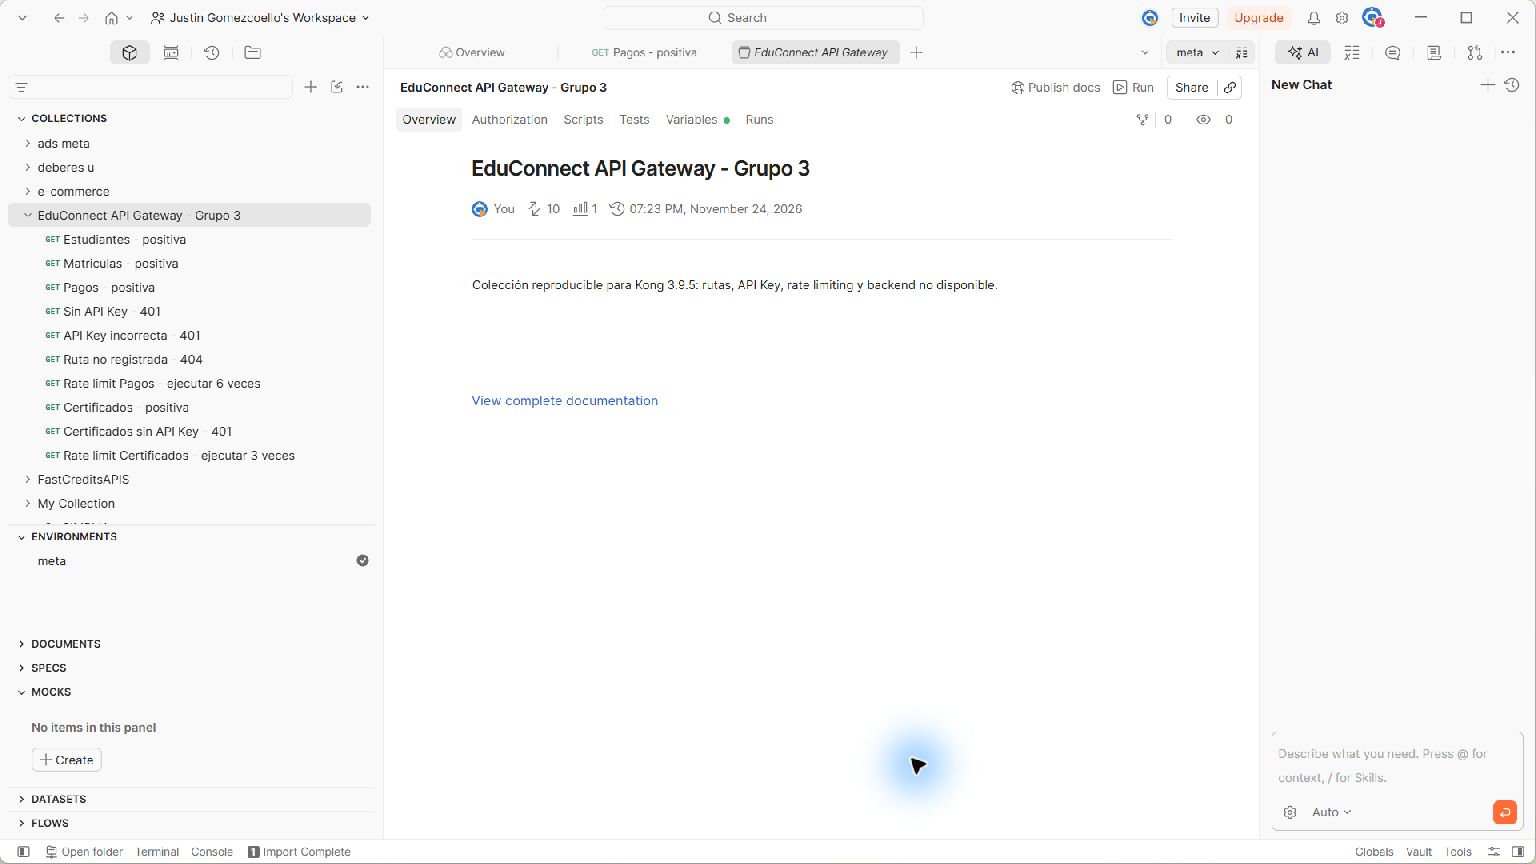 Justin Gomezcoello's Workspace
Search
Invite
Upgrade
Overview
GET Pagos - positiva
EduConnect API Gateway
meta
AI
COLLECTIONS
ads meta
deberes u
e commerce
EduConnect API Gateway - Grupo 3
GET Estudiantes - positiva
GET Matriculas - positiva
GET Pagos - positiva
GET Sin API Key - 401
GET API Key incorrecta - 401
GET Ruta no registrada - 404
GET Rate limit Pagos - ejecutar 6 veces
GET Certificados - positiva
GET Certificados sin API Key - 401
GET Rate limit Certificados - ejecutar 3 veces
FastCreditsAPIS
My Collection
ENVIRONMENTS
meta
DOCUMENTS
SPECS
MOCKS
No items in this panel
Create
DATASETS
FLOWS
EduConnect API Gateway - Grupo 3
Publish docs
Run
Share
Overview
Authorization
Scripts
Tests
Variables
Runs
0
0
EduConnect API Gateway - Grupo 3
You 10 1 07:23 PM, November 24, 2026
Colección reproducible para Kong 3.9.5: rutas, API Key, rate limiting y backend no disponible.
View complete documentation
New Chat
Describe what you need. Press @ for
context, / for Skills.
Auto
Open folder
Terminal
Console
1 Import Complete
Globals
Vault
Tools